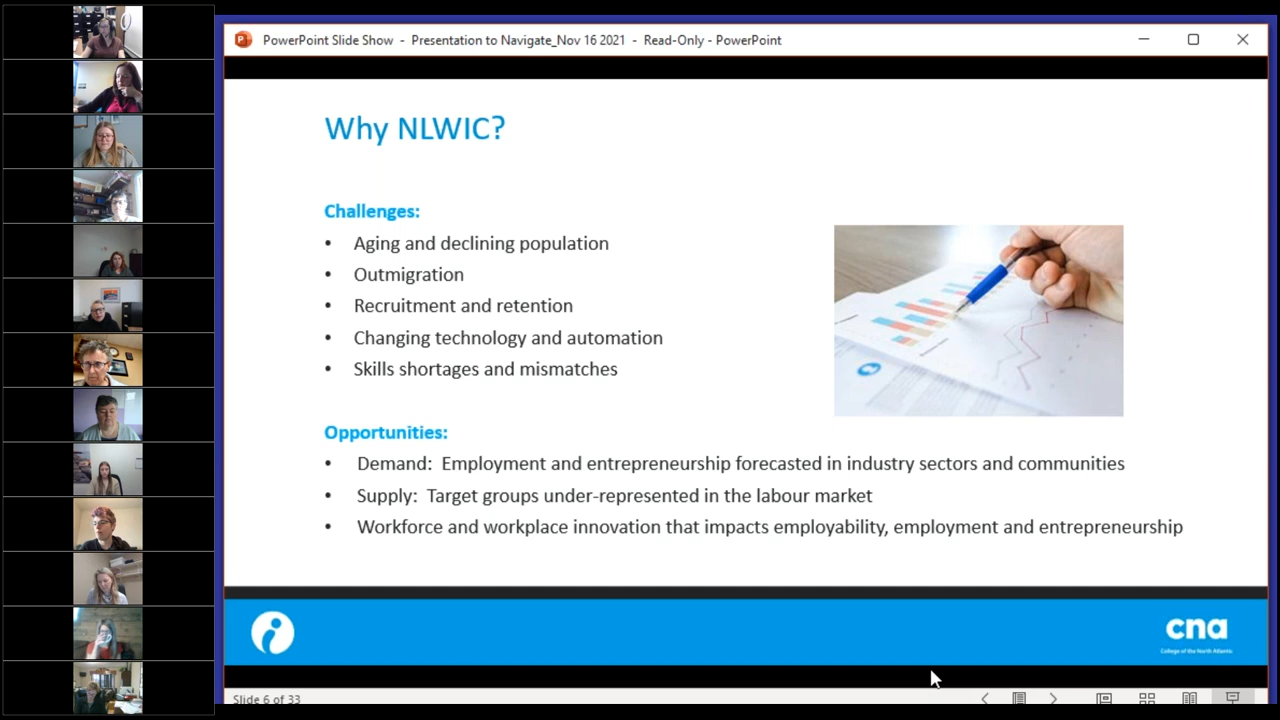 PowerPoint Slide Show - Presentation to Navigate_Nov 16 2021 - Read-Only - PowerPoint
Why NLWIC?
Challenges:
• Aging and declining population
• Outmigration
• Recruitment and retention
• Changing technology and automation
• Skills shortages and mismatches
Opportunities:
• Demand: Employment and entrepreneurship forecasted in industry sectors and communities
• Supply: Target groups under-represented in the labour market
• Workforce and workplace innovation that impacts employability, employment and entrepreneurship
cna
College of the North Atlantic
Slide 6 of 33